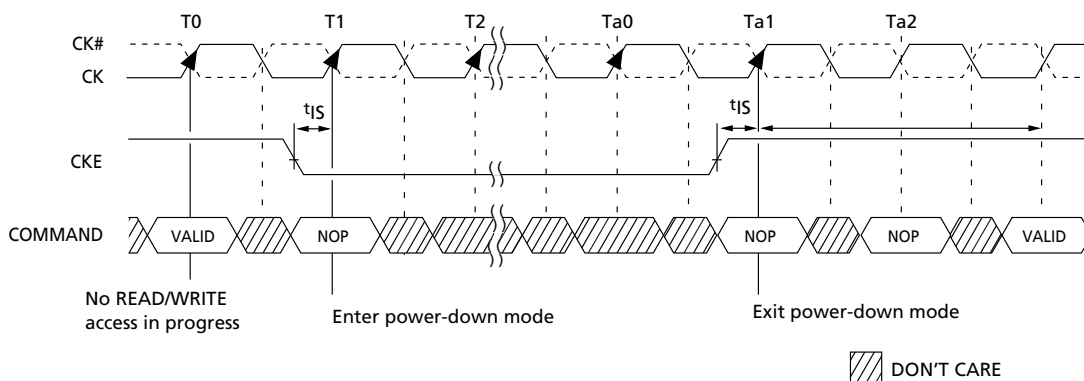 T0 T1 T2 Ta0 Ta1 Ta2
CK#
CK
tIS tIS
CKE
COMMAND VALID NOP NOP NOP VALID
No READ/WRITE
access in progress
Enter power-down mode
Exit power-down mode
DON'T CARE